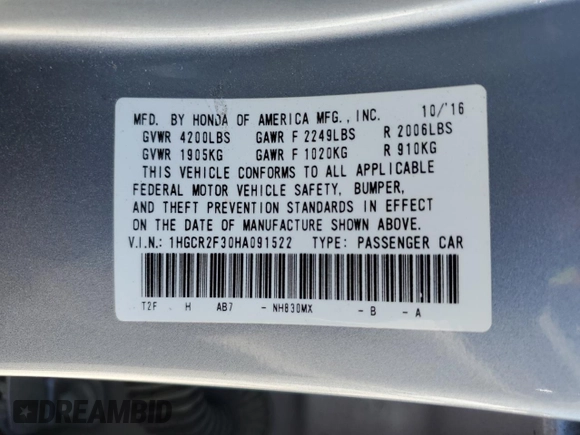 MFD. BY HONDA OF AMERICA MFG., INC. 10/'16
GVWR 4200LBS GAWR F 2249LBS R 2006LBS
GVWR 1905KG GAWR F 1020KG R 910KG
THIS VEHICLE CONFORMS TO ALL APPLICABLE
FEDERAL MOTOR VEHICLE SAFETY, BUMPER,
AND THEFT PREVENTION STANDARDS IN EFFECT
ON THE DATE OF MANUFACTURE SHOWN ABOVE.
V.I.N.: 1HGCR2F30HA091522 TYPE: PASSENGER CAR
T2F H AB7 - NH830MX - B - A
DREAMBID